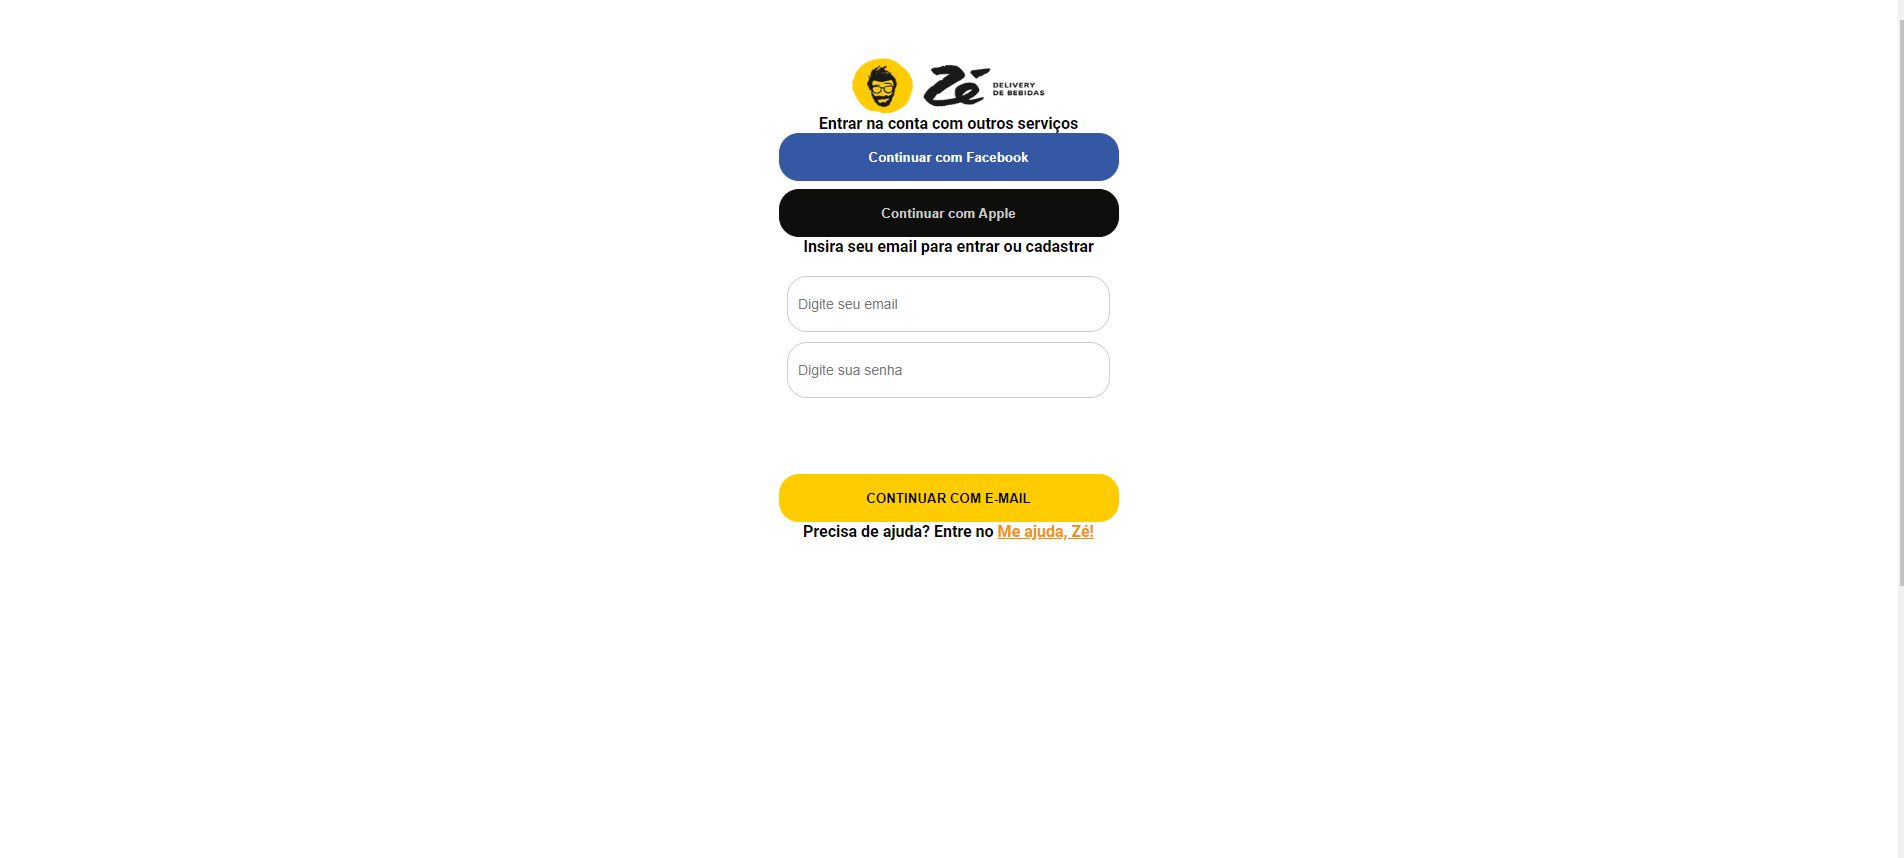 Zé DELIVERY
DE BEBIDAS
Entrar na conta com outros serviços
Continuar com Facebook
Continuar com Apple
Insira seu email para entrar ou cadastrar
Digite seu email
Digite sua senha
CONTINUAR COM E-MAIL
Precisa de ajuda? Entre no Me ajuda, Zé!